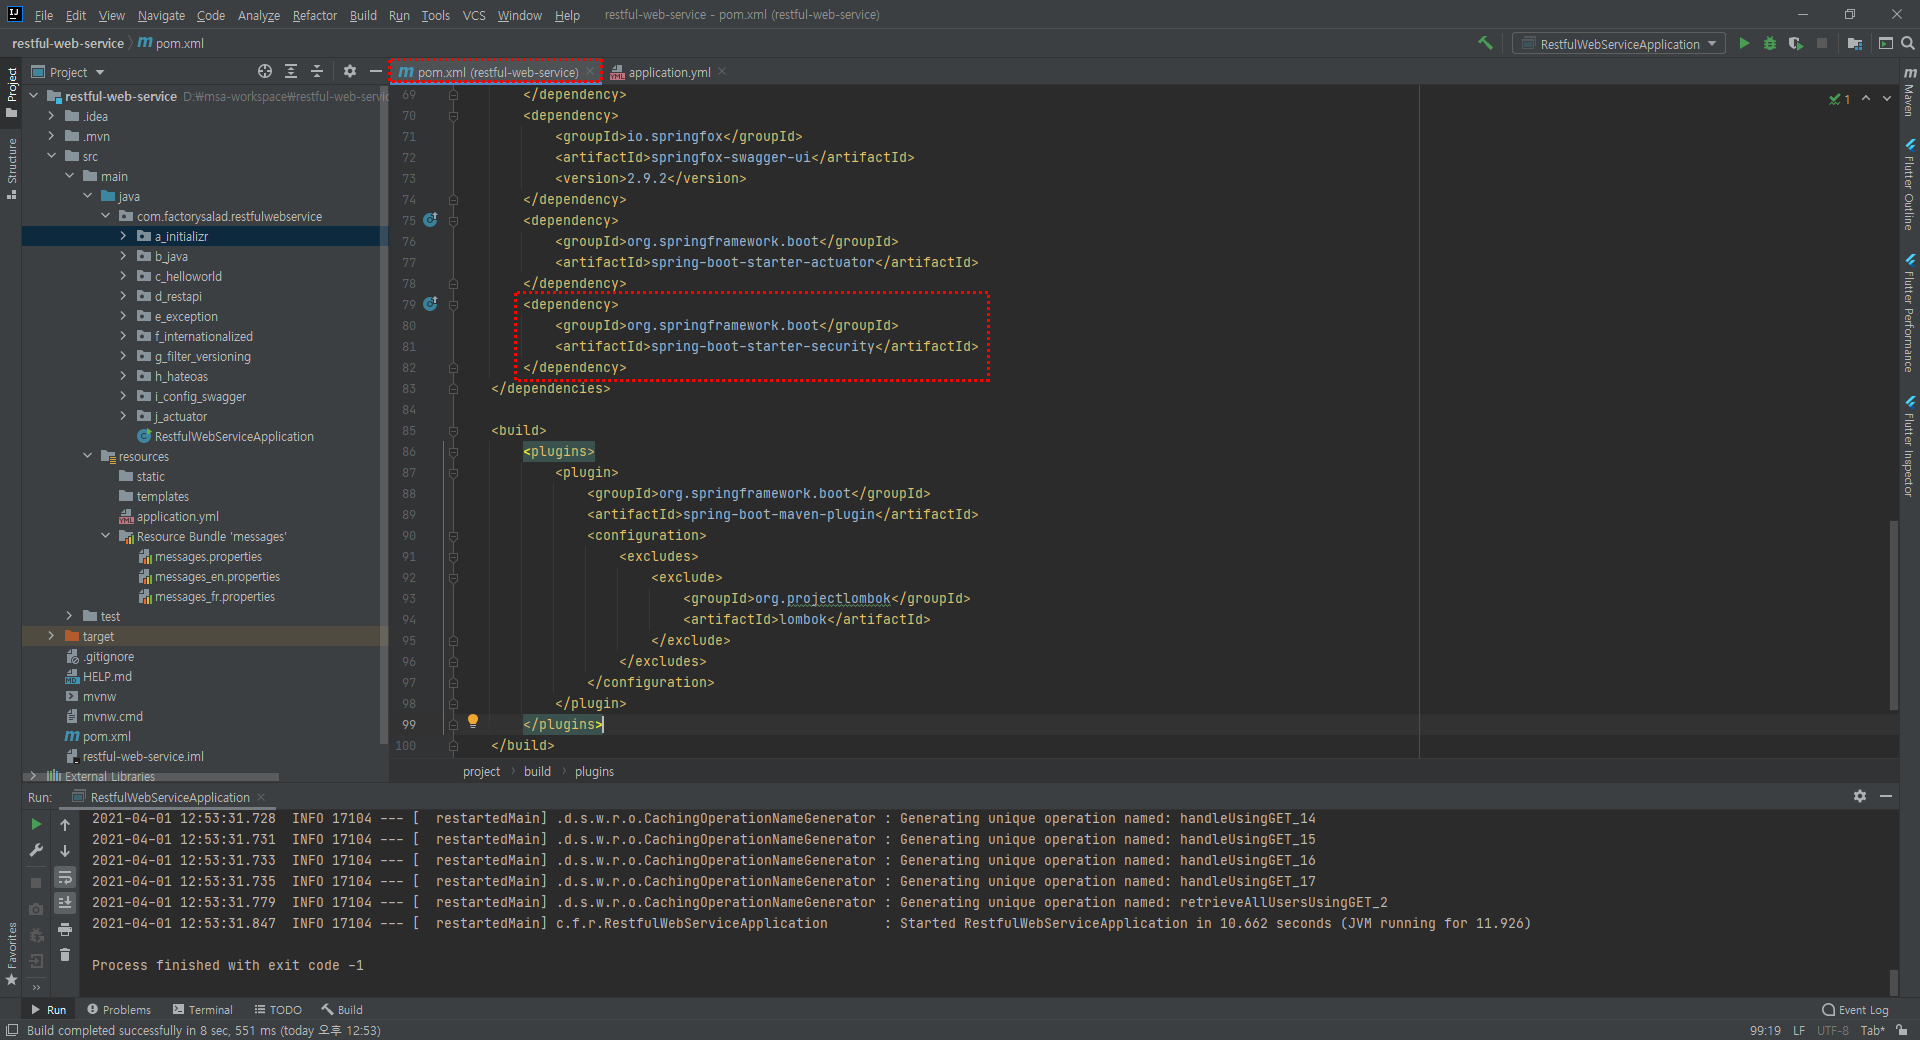 File Edit View Navigate Code Analyze Refactor Build Run Tools VCS Window Help restful-web-service - pom.xml (restful-web-service)
restful-web-service pom.xml RestfulWebServiceApplication
Project
pom.xml (restful-web-service) application.yml
Project
Structure
Favorites
restful-web-service D:₩msa-workspace₩restful-web-servic
.idea
.mvn
src
main
java
com.factorysalad.restfulwebservice
a_initializr
b_java
c_helloworld
d_restapi
e_exception
f_internationalized
g_filter_versioning
h_hateoas
i_config_swagger
j_actuator
RestfulWebServiceApplication
resources
static
templates
application.yml
Resource Bundle 'messages'
messages.properties
messages_en.properties
messages_fr.properties
test
target
.gitignore
HELP.md
mvnw
mvnw.cmd
pom.xml
restful-web-service.iml
External Libraries
69 </dependency>
70 <dependency>
71 <groupId>io.springfox</groupId>
72 <artifactId>springfox-swagger-ui</artifactId>
73 <version>2.9.2</version>
74 </dependency>
75 <dependency>
76 <groupId>org.springframework.boot</groupId>
77 <artifactId>spring-boot-starter-actuator</artifactId>
78 </dependency>
79 <dependency>
80 <groupId>org.springframework.boot</groupId>
81 <artifactId>spring-boot-starter-security</artifactId>
82 </dependency>
83 </dependencies>
84
85 <build>
86 <plugins>
87 <plugin>
88 <groupId>org.springframework.boot</groupId>
89 <artifactId>spring-boot-maven-plugin</artifactId>
90 <configuration>
91 <excludes>
92 <exclude>
93 <groupId>org.projectlombok</groupId>
94 <artifactId>lombok</artifactId>
95 </exclude>
96 </excludes>
97 </configuration>
98 </plugin>
99 </plugins>
100 </build>
1
project build plugins
Maven
Flutter Outline
Flutter Performance
Flutter Inspector
Run: RestfulWebServiceApplication
2021-04-01 12:53:31.728 INFO 17104 --- [ restartedMain] .d.s.w.r.o.CachingOperationNameGenerator : Generating unique operation named: handleUsingGET_14
2021-04-01 12:53:31.731 INFO 17104 --- [ restartedMain] .d.s.w.r.o.CachingOperationNameGenerator : Generating unique operation named: handleUsingGET_15
2021-04-01 12:53:31.733 INFO 17104 --- [ restartedMain] .d.s.w.r.o.CachingOperationNameGenerator : Generating unique operation named: handleUsingGET_16
2021-04-01 12:53:31.735 INFO 17104 --- [ restartedMain] .d.s.w.r.o.CachingOperationNameGenerator : Generating unique operation named: handleUsingGET_17
2021-04-01 12:53:31.779 INFO 17104 --- [ restartedMain] .d.s.w.r.o.CachingOperationNameGenerator : Generating unique operation named: retrieveAllUsersUsingGET_2
2021-04-01 12:53:31.847 INFO 17104 --- [ restartedMain] c.f.r.RestfulWebServiceApplication : Started RestfulWebServiceApplication in 10.662 seconds (JVM running for 11.926)
Process finished with exit code -1
Run Problems Terminal TODO Build Event Log
Build completed successfully in 8 sec, 551 ms (today 오후 12:53) 99:19 LF UTF-8 Tab*